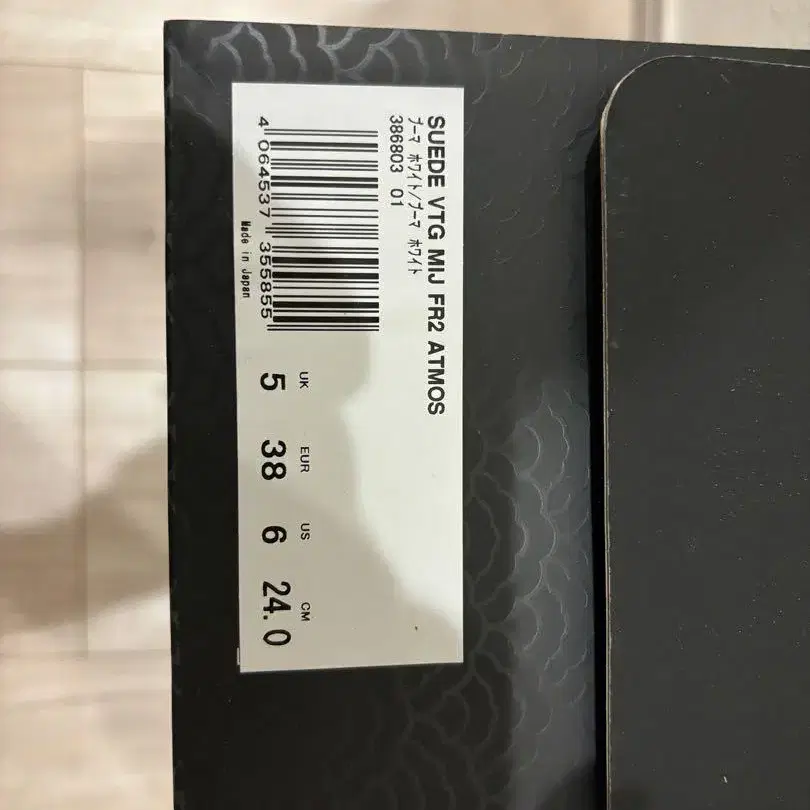 SUEDE VTG MIJ FR2 ATMOS
プーマ ホワイト/プーマ ホワイト
386803 01
4 064537 355855
Made in Japan
UK EUR US CM
5 38 6 24.0